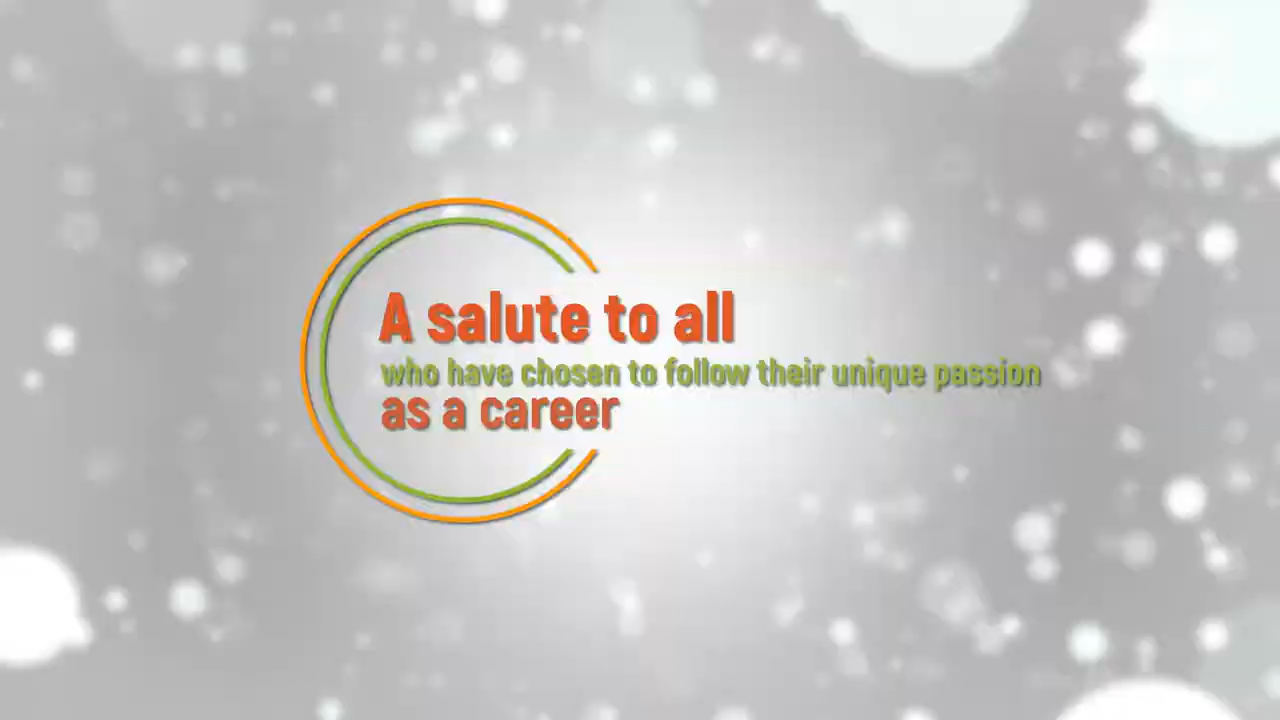 A salute to all
who have chosen to follow their unique passion
as a career